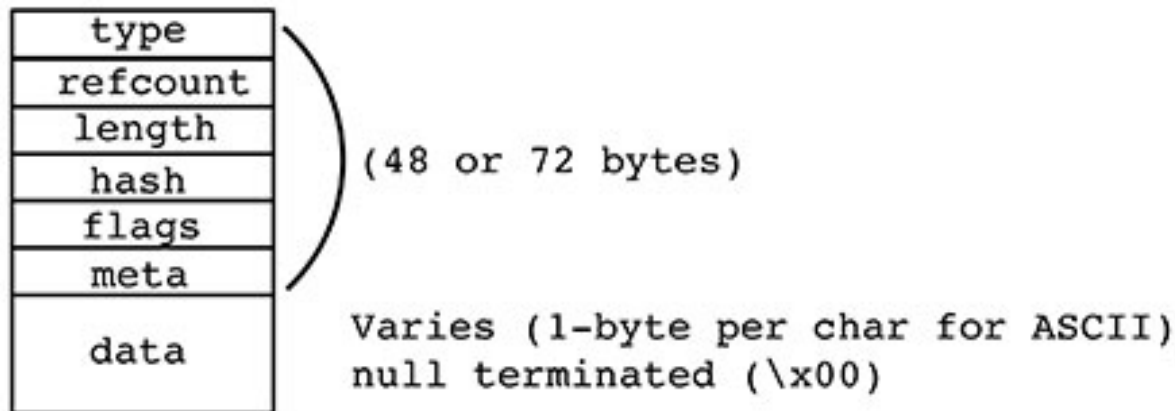 type
refcount
length
hash
flags
meta
data
(48 or 72 bytes)
Varies (1-byte per char for ASCII)
null terminated (\x00)